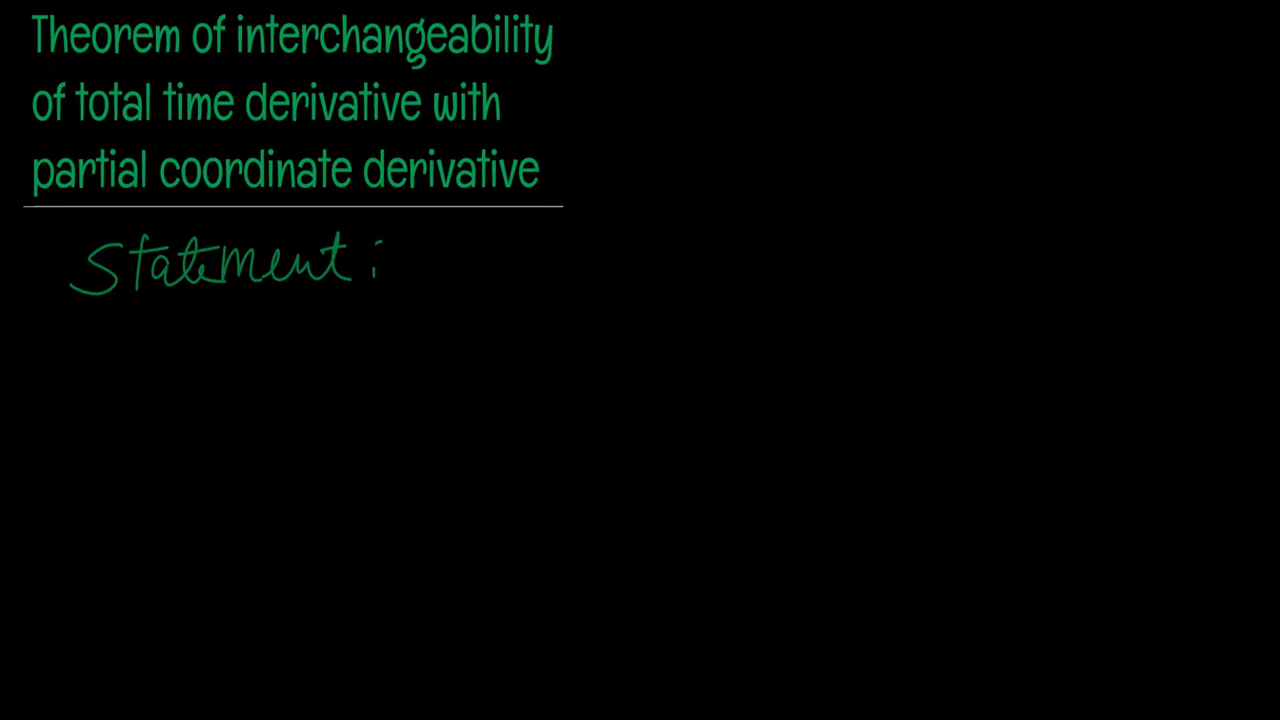 Theorem of interchangeability
of total time derivative with
partial coordinate derivative
Statement :